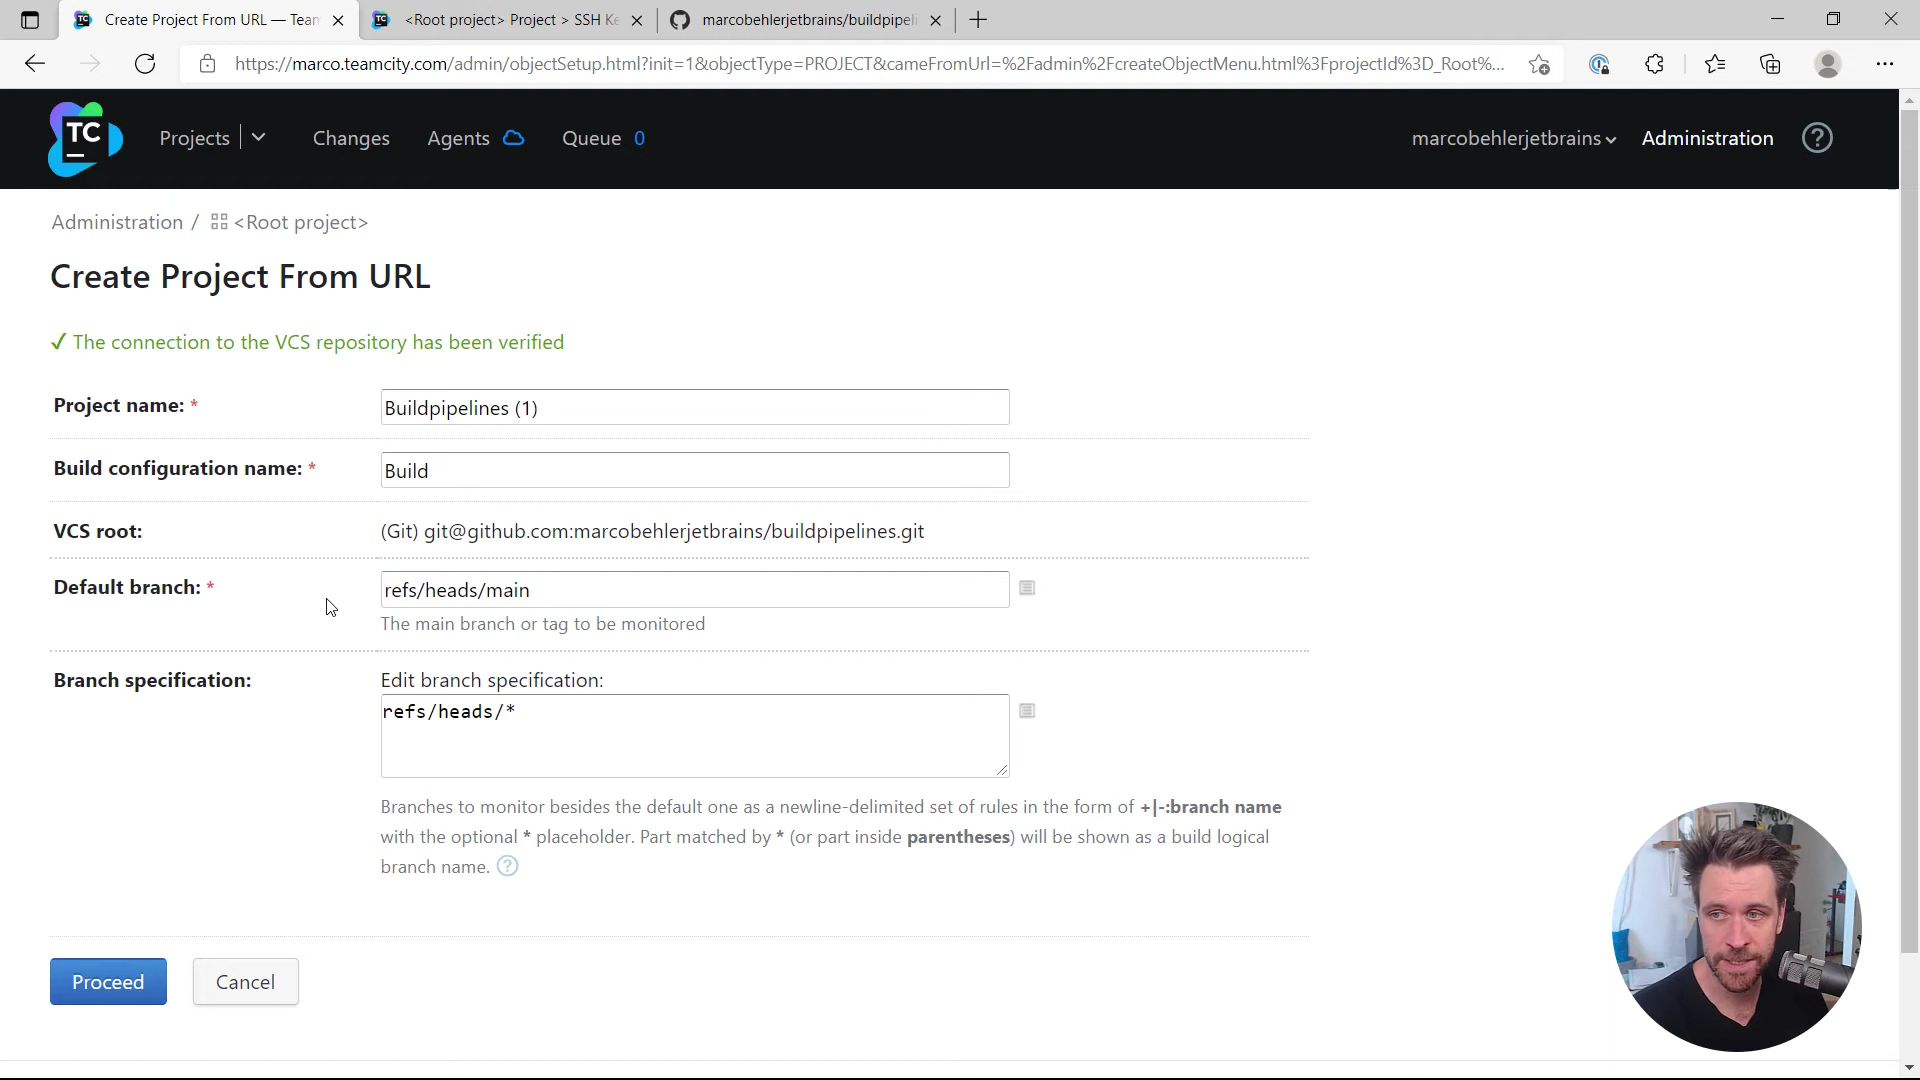 Create Project From URL — Team
<Root project> Project > SSH Ke
marcobehlerjetbrains/buildpipeli
https://marco.teamcity.com/admin/objectSetup.html?init=1&objectType=PROJECT&cameFromUrl=%2Fadmin%2FcreateObjectMenu.html%3FprojectId%3D_Root%...
TC
Projects
Changes
Agents
Queue 0
marcobehlerjetbrains
Administration
?
Administration / <Root project>
Create Project From URL
✓ The connection to the VCS repository has been verified
Project name: *
Buildpipelines (1)
Build configuration name: *
Build
VCS root:
(Git) git@github.com:marcobehlerjetbrains/buildpipelines.git
Default branch: *
refs/heads/main
The main branch or tag to be monitored
Branch specification:
Edit branch specification:
refs/heads/*
Branches to monitor besides the default one as a newline-delimited set of rules in the form of +|-:branch name
with the optional * placeholder. Part matched by * (or part inside parentheses) will be shown as a build logical
branch name. ?
Proceed
Cancel